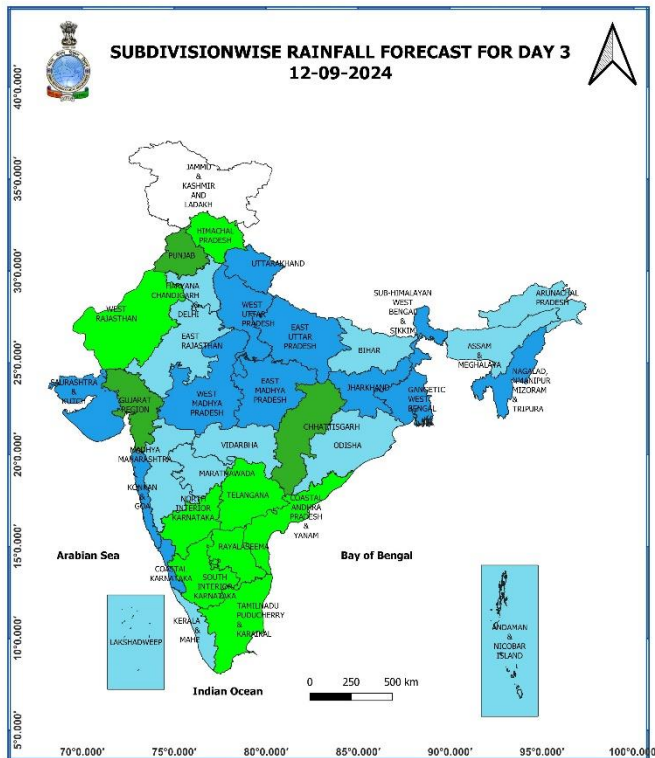 SUBDIVISIONWISE RAINFALL FORECAST FOR DAY 3
12-09-2024
40°0.000'
35°0.000'
30°0.000'
25°0.000'
20°0.000'
15°0.000'
10°0.000'
5°0.000'
JAMMU
&
KASHMIR
AND
LADAKH
HIMACHAL
PRADESH
PUNJAB
UTTARAKHAND
HARYANA
CHANDIGARH
DELHI
WEST
RAJASTHAN
EAST
RAJASTHAN
WEST
UTTAR
PRADESH
EAST
UTTAR
PRADESH
SUB-HIMALAYAN
WEST
BENGAL
&
SIKKIM
ARUNACHAL
PRADESH
ASSAM
&
MEGHALAYA
NAGALAD,
MANIPUR
MIZORAM
&
TRIPURA
BIHAR
JHARKHAND
GANGETIC
WEST
BENGAL
SAURASHTRA
&
KUTCH
GUJARAT
REGION
WEST
MADHYA
PRADESH
EAST
MADHYA
PRADESH
CHHATTISGARH
ODISHA
VIDARBHA
MADHYA
MAHARASHTRA
MARATHAWADA
KONKAN
&
GOA
NORTH
INTERIOR
KARNATAKA
TELANGANA
COASTAL
ANDHRA
PRADESH
&
YANAM
RAYALASEEMA
COASTAL
KARNATAKA
SOUTH
INTERIOR
KARNATAKA
TAMILNADU
PUDUCHERRY
&
KARAIKAL
KERALA
&
MAHE
LAKSHADWEEP
ANDAMAN
&
NICOBAR
ISLAND
Arabian Sea
Bay of Bengal
Indian Ocean
0 250 500 km
70°0.000' 75°0.000' 80°0.000' 85°0.000' 90°0.000' 95°0.000' 100°0.000'